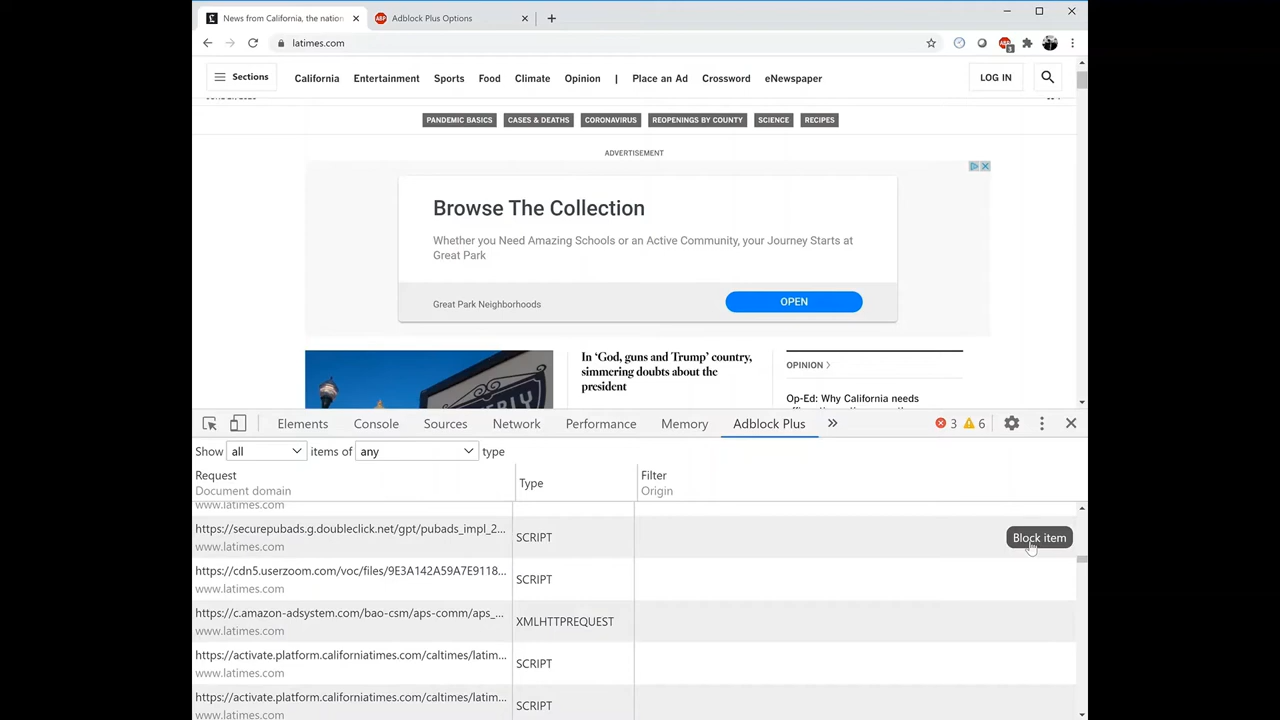 News from California, the nation
Adblock Plus Options
latimes.com
ABP
3
Sections
California
Entertainment
Sports
Food
Climate
Opinion
|
Place an Ad
Crossword
eNewspaper
LOG IN
PANDEMIC BASICS
CASES & DEATHS
CORONAVIRUS
REOPENINGS BY COUNTY
SCIENCE
RECIPES
ADVERTISEMENT
Browse The Collection
Whether you Need Amazing Schools or an Active Community, your Journey Starts at
Great Park
Great Park Neighborhoods
OPEN
In ‘God, guns and Trump’ country,
simmering doubts about the
president
OPINION
Op-Ed: Why California needs
Elements
Console
Sources
Network
Performance
Memory
Adblock Plus
3
6
Show
all
items of
any
type
Request
Document domain
Type
Filter
Origin
www.latimes.com
https://securepubads.g.doubleclick.net/gpt/pubads_impl_2...
www.latimes.com
SCRIPT
Block item
https://cdn5.userzoom.com/voc/files/9E3A142A59A7E9118...
www.latimes.com
SCRIPT
https://c.amazon-adsystem.com/bao-csm/aps-comm/aps_...
www.latimes.com
XMLHTTPREQUEST
https://activate.platform.californiatimes.com/caltimes/latim...
www.latimes.com
SCRIPT
https://activate.platform.californiatimes.com/caltimes/latim...
www.latimes.com
SCRIPT